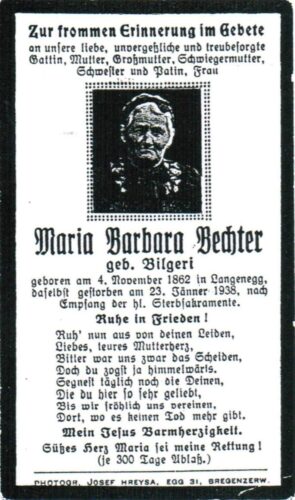 Zur frommen Erinnerung im Gebete
an unsere liebe, unvergeßliche und treubesorgte
Gattin, Mutter, Großmutter, Schwiegermutter,
Schwester und Patin, Frau
Maria Barbara Bechter
geb. Bilgeri
geboren am 4. November 1862 in Langenegg,
daselbst gestorben am 23. Jänner 1938, nach
Empfang der hl. Sterbsakramente.
Ruhe in Frieden!
Ruh' nun aus von deinen Leiden,
Liebes, teures Mutterherz,
Bitter war uns zwar das Scheiden,
Doch du zogst ja himmelwärts.
Segnest täglich noch die Deinen,
Die du hier so sehr geliebt,
Bis wir fröhlich uns vereinen,
Dort, wo es keinen Tod mehr gibt.
Mein Jesus Barmherzigkeit.
Süßes Herz Maria sei meine Rettung!
(je 300 Tage Ablaß.)
PHOTOGR. JOSEF HREYSA, EGG 31, BREGENZERW.